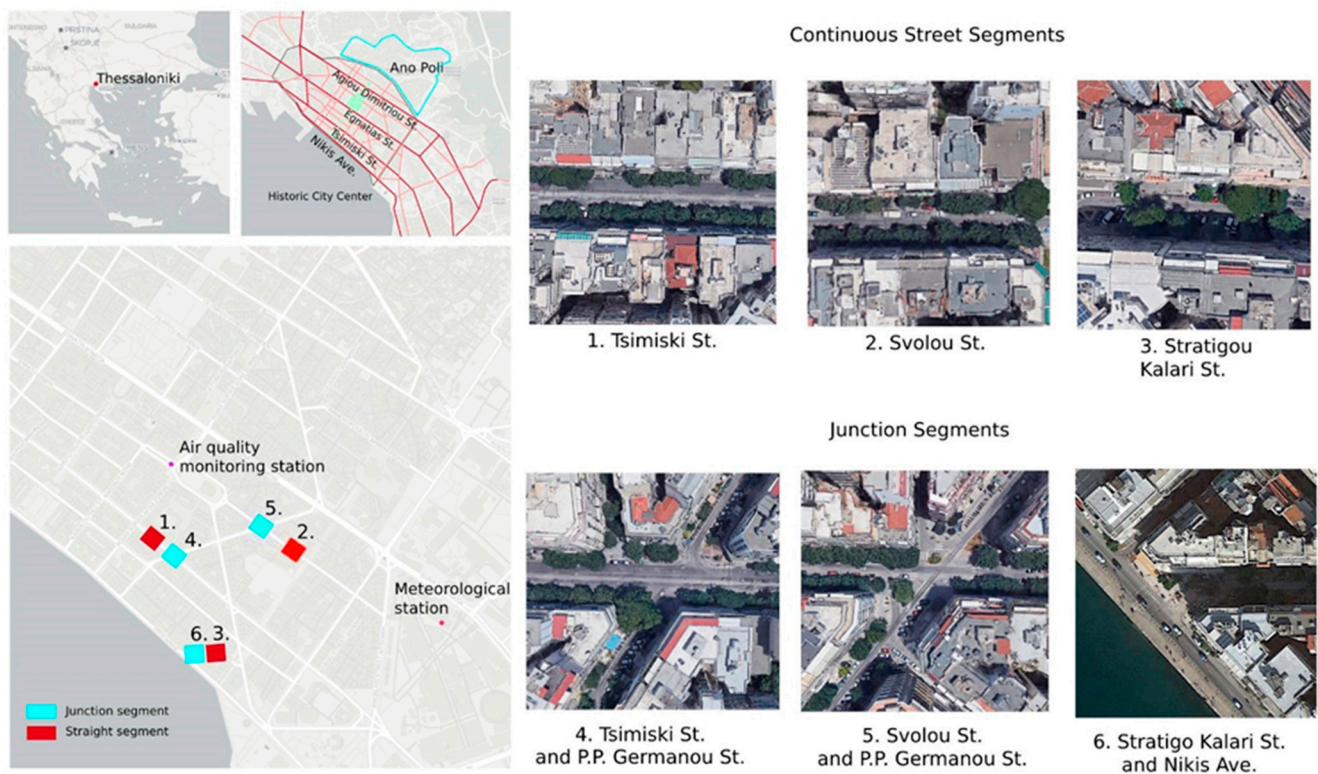 MONTENEGRO
PRISTINA
BULGARIA
SKOPJE
Thessaloniki
GREECE
Ano Poli
Agiou Dimitriou St.
Egnatias St.
Tsimiski St.
Nikis Ave.
Historic City Center
Continuous Street Segments
1. Tsimiski St.
2. Svolou St.
3. Stratigou
Kalari St.
Air quality
monitoring station
1.
4.
5.
2.
6.
3.
Meteorological
station
Junction segment
Straight segment
Junction Segments
4. Tsimiski St.
and P.P. Germanou St.
5. Svolou St.
and P.P. Germanou St.
6. Stratigo Kalari St.
and Nikis Ave.